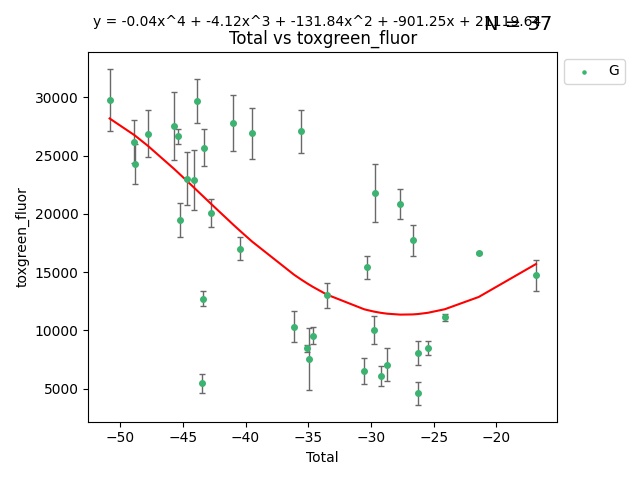 y = -0.04x^4 + -4.12x^3 + -131.84x^2 + -901.25x + 21119.64
N = 37
Total vs toxgreen_fluor
G
toxgreen_fluor
30000
25000
20000
15000
10000
5000
−50 −45 −40 −35 −30 −25 −20
Total